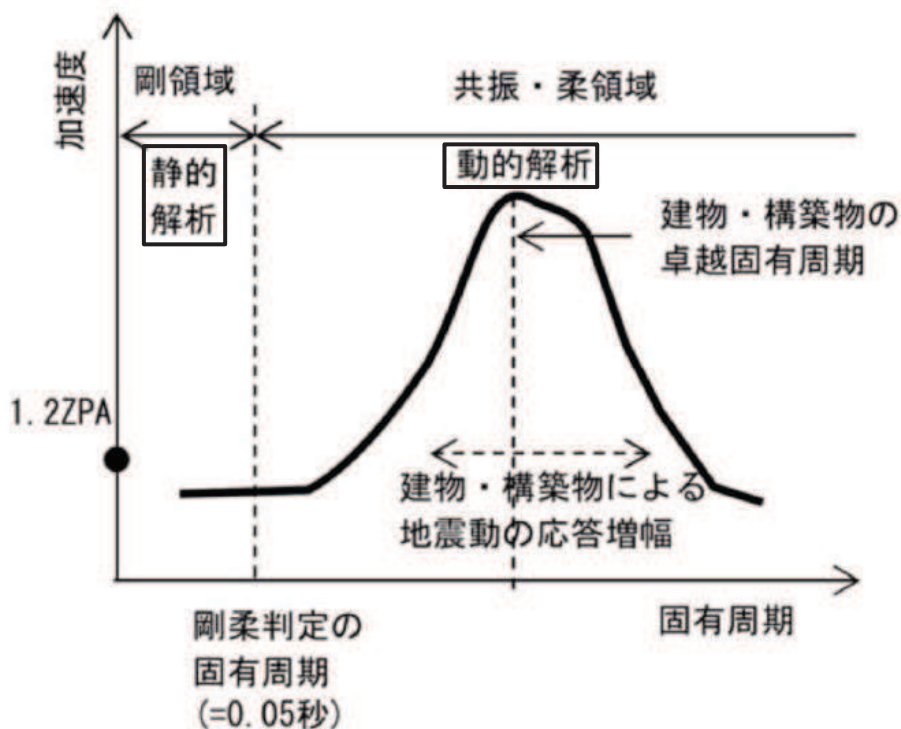 加速度
剛領域
共振・柔領域
静的
解析
動的解析
建物・構築物の
卓越固有周期
1.2ZPA
建物・構築物による
地震動の応答増幅
固有周期
剛柔判定の
固有周期
(=0.05秒)